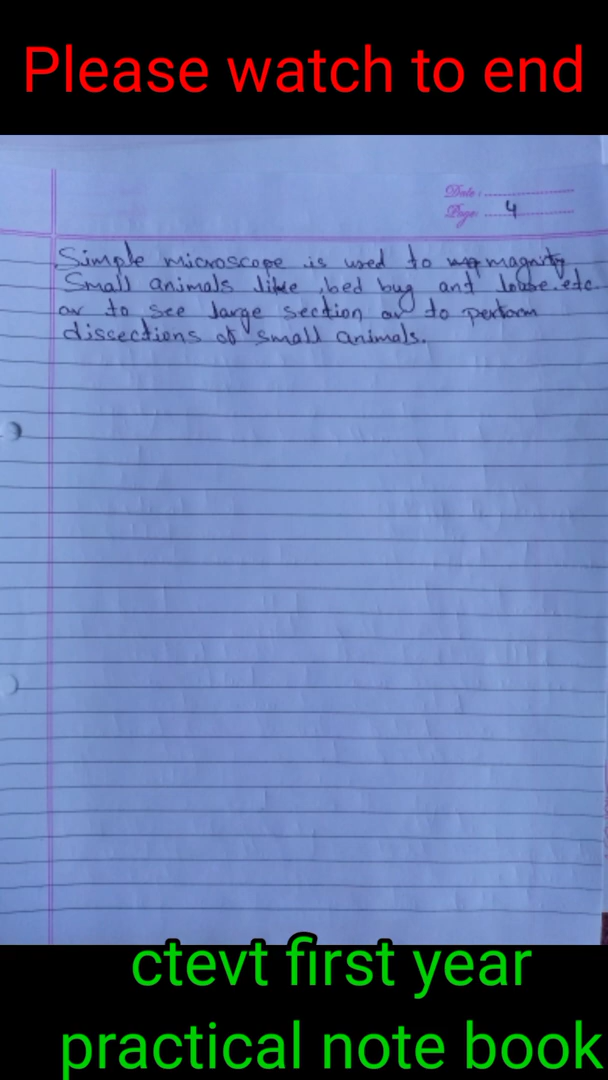 Please watch to end
Date :
Page: 4
Simple microscope is used to magnify
Small animals like bed bug and louse. etc.
or to see large section or to perform
dissections of small animals.
ctevt first year
practical note book